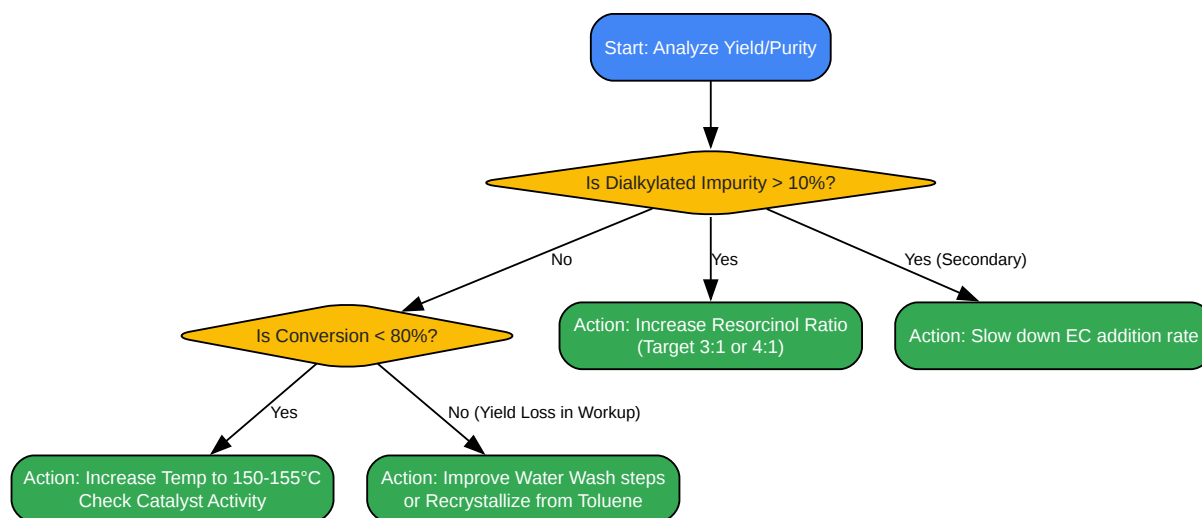 Start: Analyze Yield/Purity
Is Dialkylated Impurity > 10%?
No
Yes
Yes (Secondary)
Is Conversion < 80%?
Action: Increase Resorcinol Ratio
(Target 3:1 or 4:1)
Action: Slow down EC addition rate
Yes
No (Yield Loss in Workup)
Action: Increase Temp to 150-155°C
Check Catalyst Activity
Action: Improve Water Wash steps
or Recrystallize from Toluene